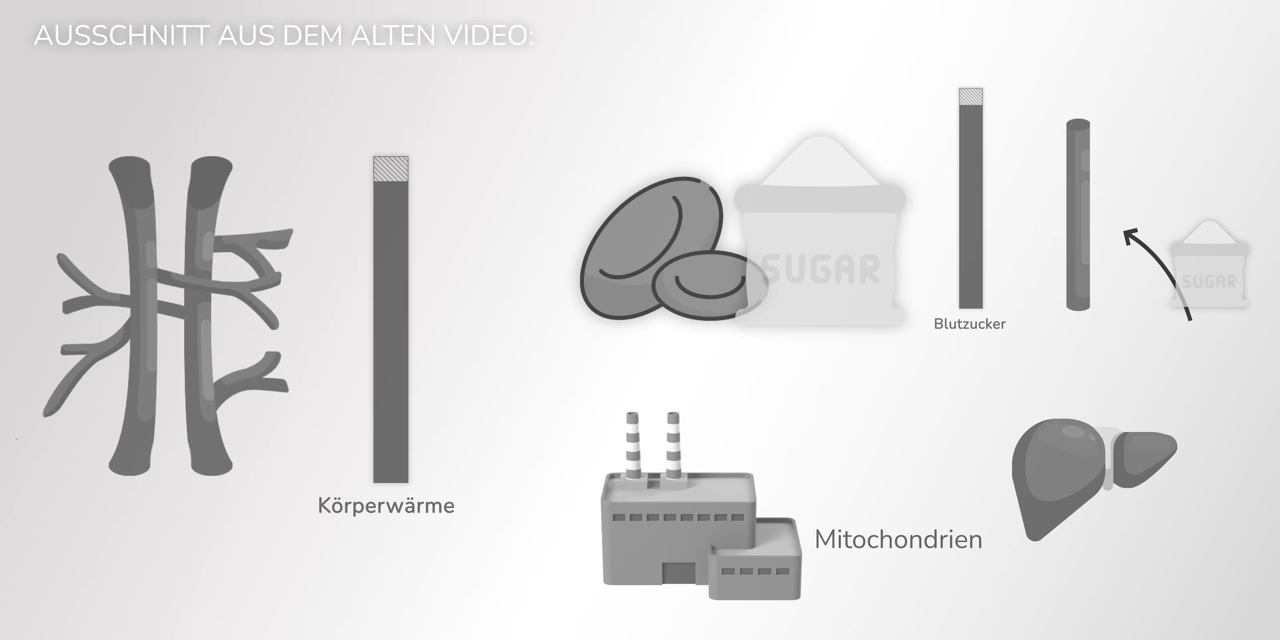 AUSSCHNITT AUS DEM ALTEN VIDEO:
SUGAR
SUGAR
Blutzucker
Körperwärme
Mitochondrien